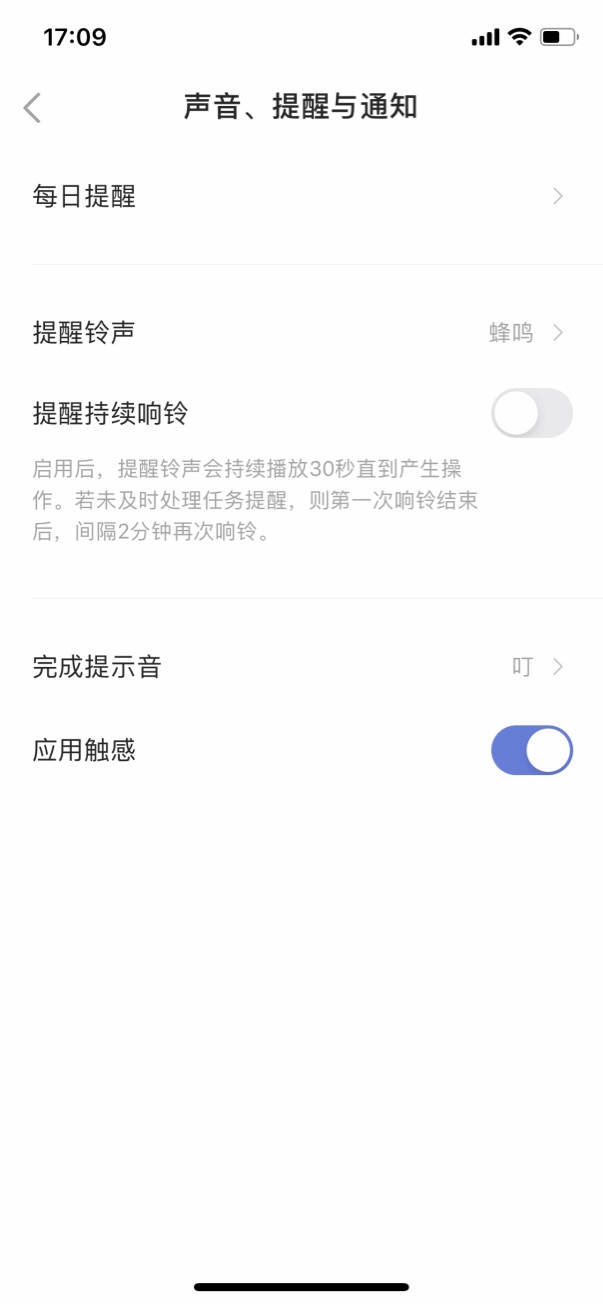 17:09
声音、提醒与通知
每日提醒
提醒铃声 蜂鸣
提醒持续响铃
启用后，提醒铃声会持续播放30秒直到产生操
作。若未及时处理任务提醒，则第一次响铃结束
后，间隔2分钟再次响铃。
完成提示音 叮
应用触感